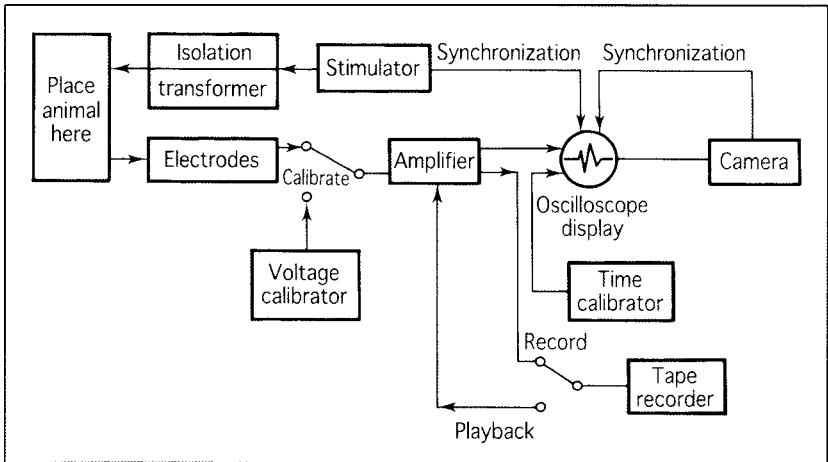 Place
animal
here
Isolation
transformer
Stimulator
Synchronization
Synchronization
Electrodes
Calibrate
Amplifier
Camera
Oscilloscope
display
Voltage
calibrator
Time
calibrator
Record
Tape
recorder
Playback